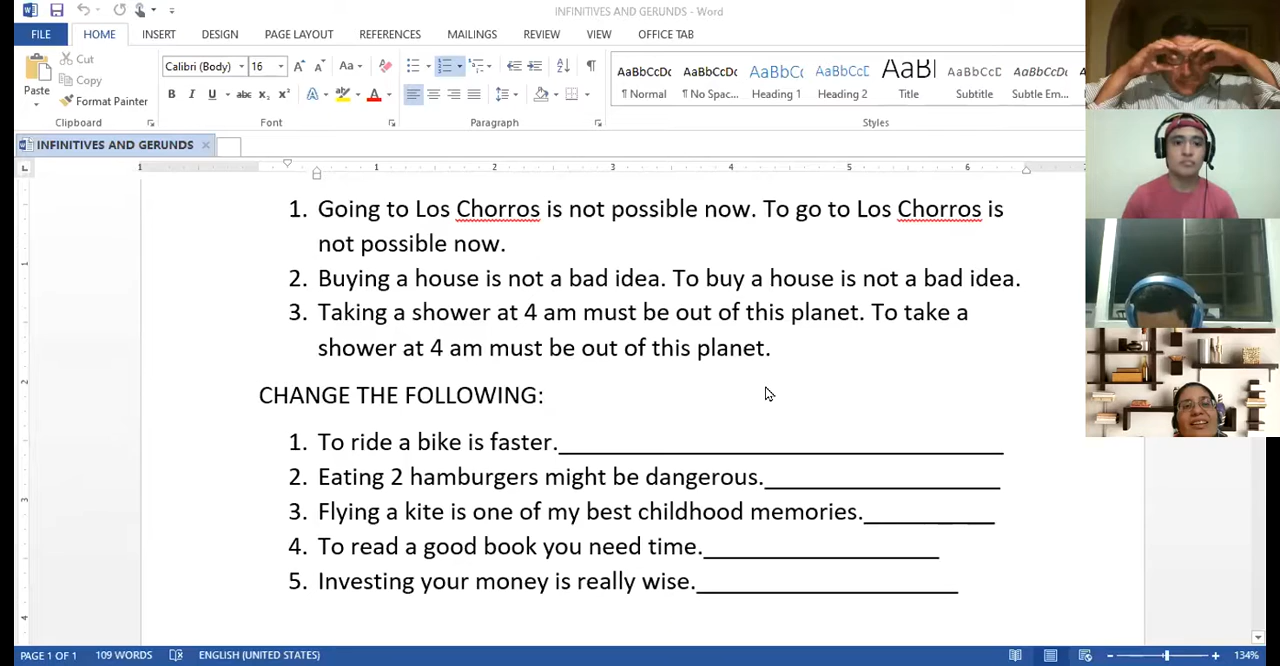 INFINITIVES AND GERUNDS - Word
FILE HOME INSERT DESIGN PAGE LAYOUT REFERENCES MAILINGS REVIEW VIEW OFFICE TAB
Cut
Copy
Paste
Format Painter
Calibri (Body) 16
AaBbCcDc AaBbCcDc AaBbCc AaBbCcDc AaBl AaBbCcDc AaBbCcDc
¶ Normal ¶ No Spac... Heading 1 Heading 2 Title Subtitle Subtle Em...
Clipboard Font Paragraph Styles
INFINITIVES AND GERUNDS
1. Going to Los Chorros is not possible now. To go to Los Chorros is
not possible now.
2. Buying a house is not a bad idea. To buy a house is not a bad idea.
3. Taking a shower at 4 am must be out of this planet. To take a
shower at 4 am must be out of this planet.
CHANGE THE FOLLOWING:
1. To ride a bike is faster.
2. Eating 2 hamburgers might be dangerous.
3. Flying a kite is one of my best childhood memories.
4. To read a good book you need time.
5. Investing your money is really wise.
PAGE 1 OF 1 109 WORDS ENGLISH (UNITED STATES) 134%